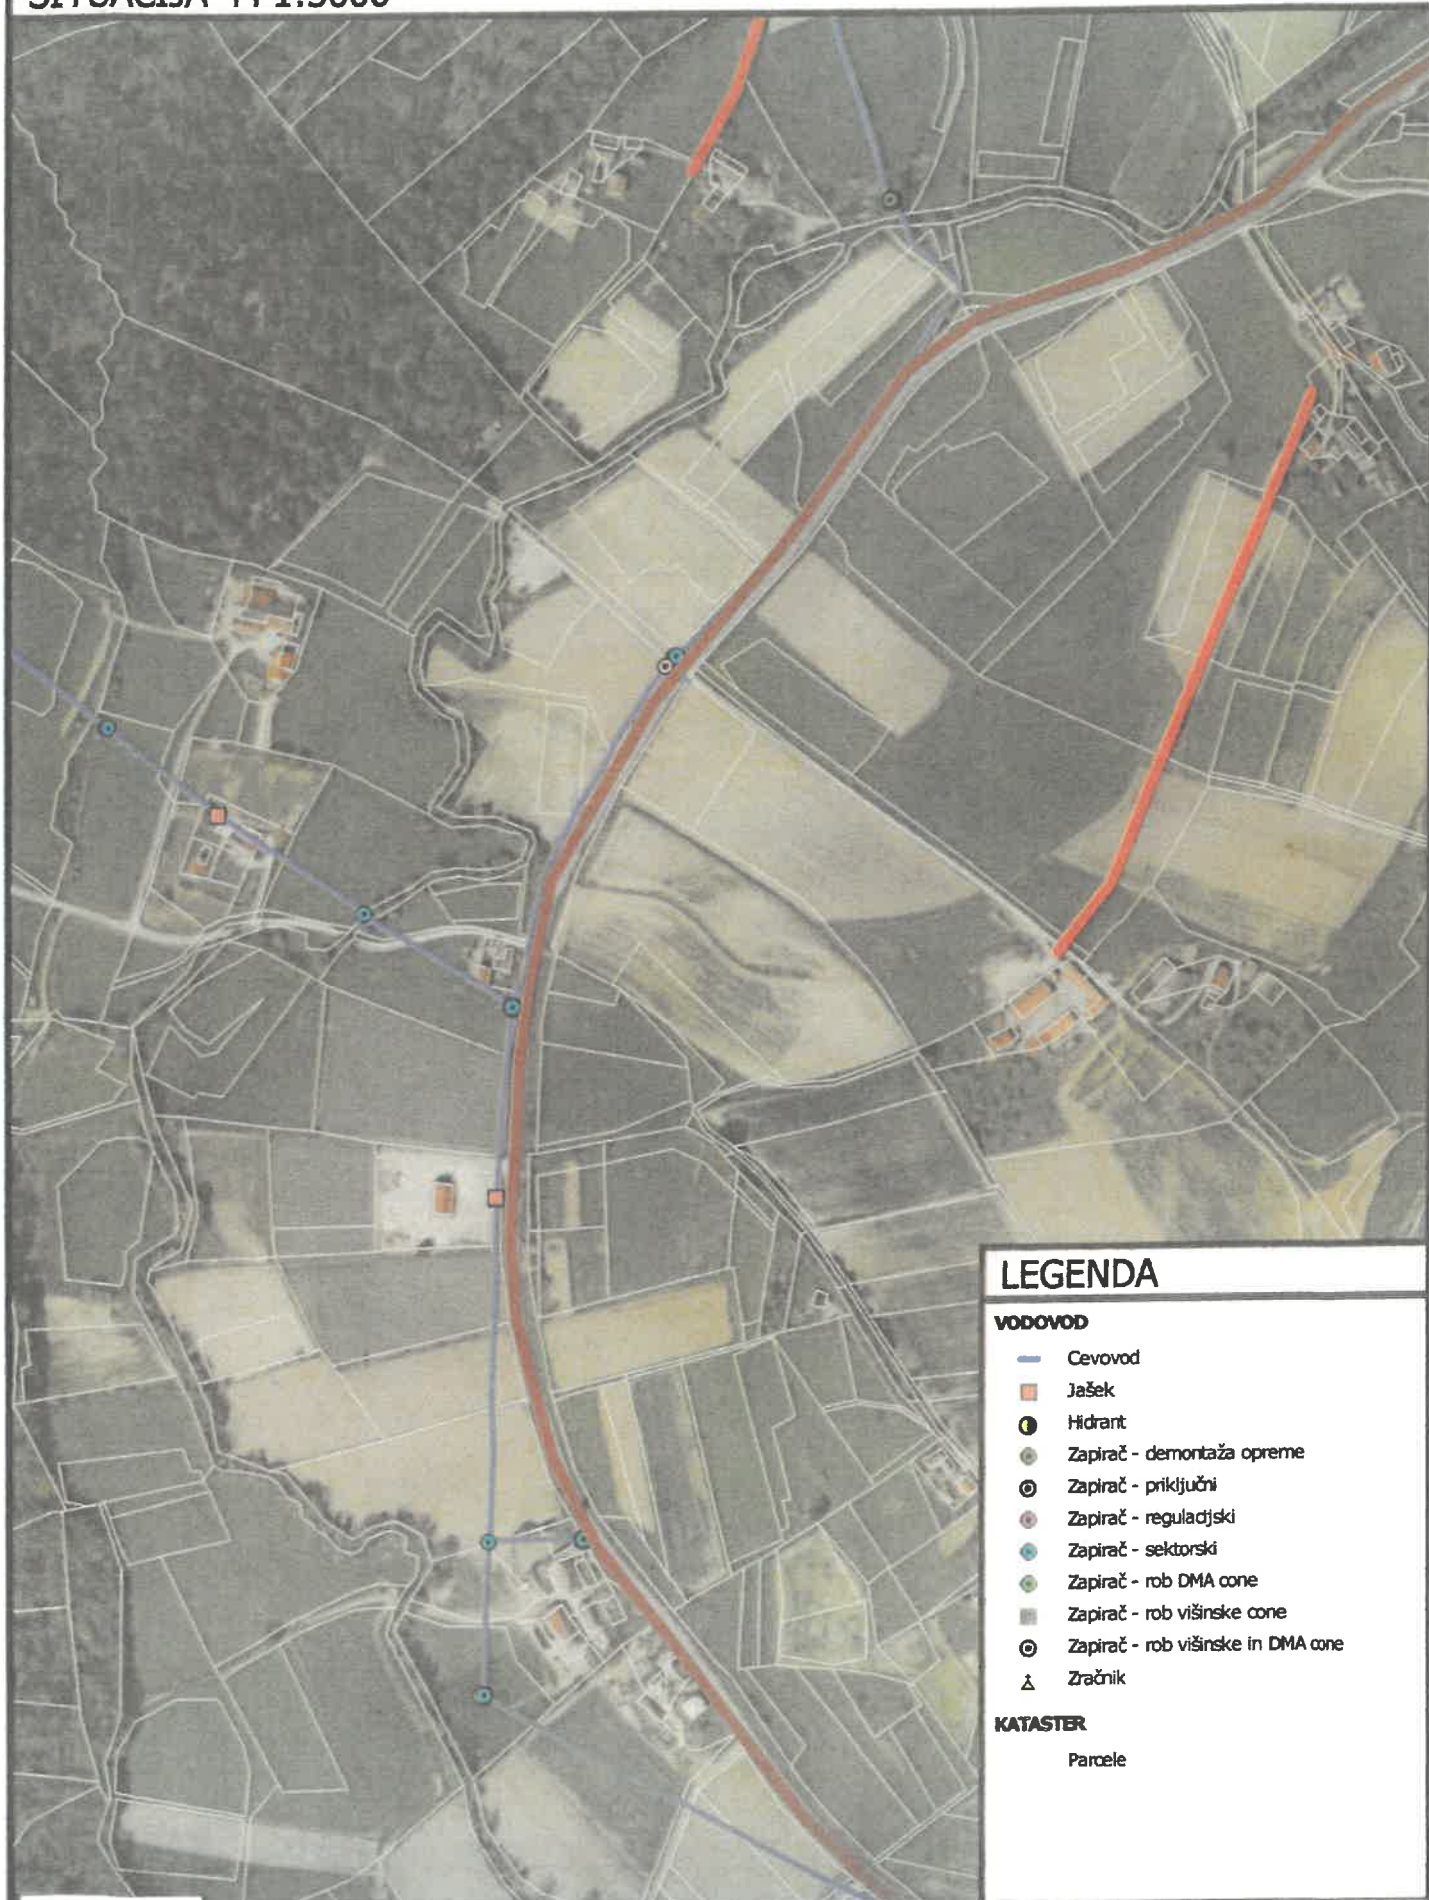 LEGENDA
VODOVOD
Cevovod
Jašek
Hidrant
Zapirač - demontaža opreme
Zapirač - priključni
Zapirač - regulacijski
Zapirač - sektorski
Zapirač - rob DMA cone
Zapirač - rob višinske cone
Zapirač - rob višinske in DMA cone
Zračnik
KATASTER
Parcele